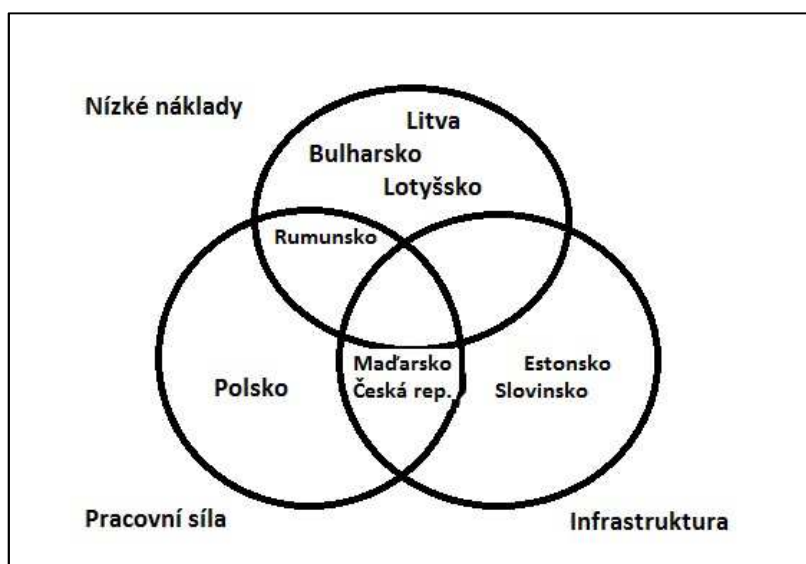 Nízké náklady
Litva
Bulharsko
Lotyšsko
Rumunsko
Polsko
Maďarsko
Česká rep.
Estonsko
Slovinsko
Pracovní síla
Infrastruktura